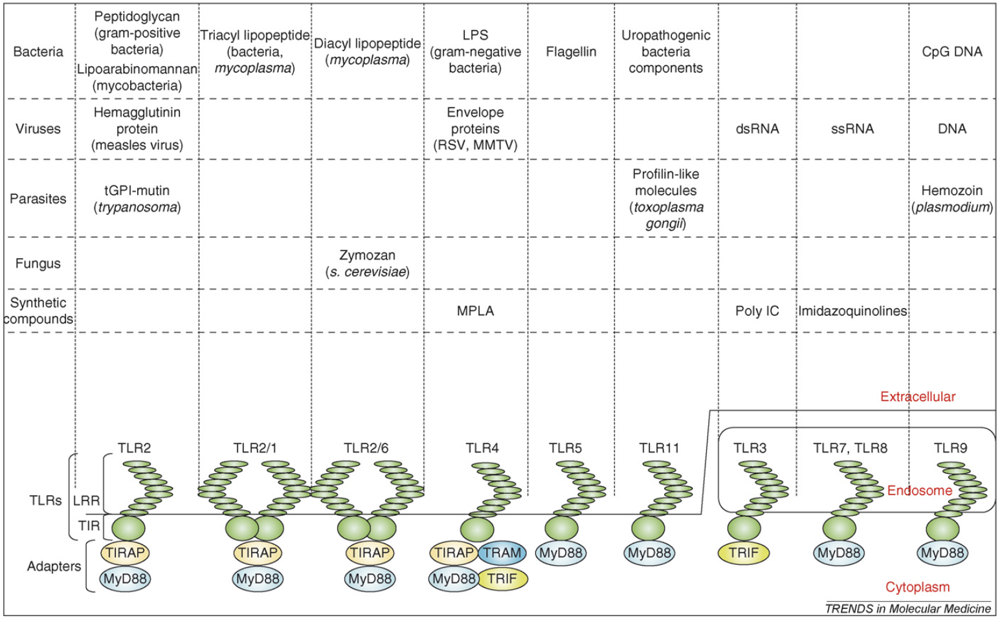 Bacteria
Peptidoglycan
(gram-positive
bacteria)
Lipoarabinomannan
(mycobacteria)
Triacyl lipopeptide
(bacteria,
mycoplasma)
Diacyl lipopeptide
(mycoplasma)
LPS
(gram-negative
bacteria)
Flagellin
Uropathogenic
bacteria
components
CpG DNA
Viruses
Hemagglutinin
protein
(measles virus)
Envelope
proteins
(RSV, MMTV)
dsRNA
ssRNA
DNA
Parasites
tGPI-mutin
(trypanosoma)
Profilin-like
molecules
(toxoplasma
gongii)
Hemozoin
(plasmodium)
Fungus
Zymozan
(s. cerevisiae)
Synthetic
compounds
MPLA
Poly IC
Imidazoquinolines
Extracellular
TLR2
TLR2/1
TLR2/6
TLR4
TLR5
TLR11
TLR3
TLR7, TLR8
TLR9
Endosome
TLRs
LRR
TIR
Adapters
TIRAP
MyD88
TIRAP
MyD88
TIRAP
MyD88
TIRAP
TRAM
MyD88
TRIF
MyD88
MyD88
TRIF
MyD88
MyD88
Cytoplasm
TRENDS in Molecular Medicine